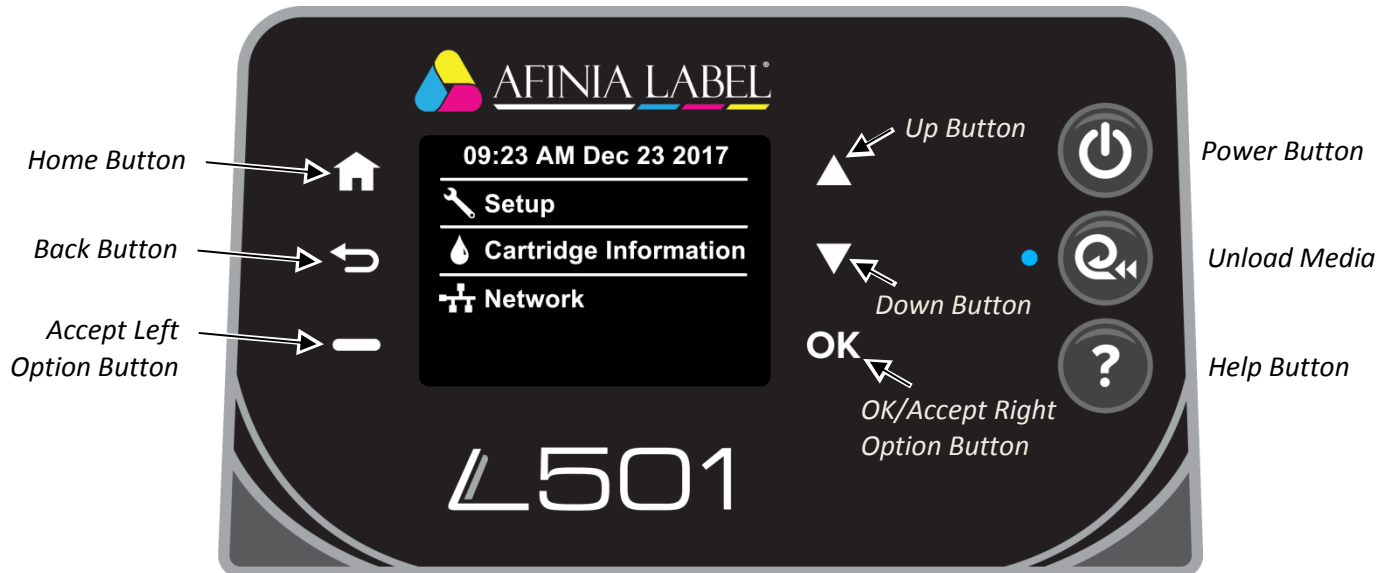 AFINIA LABEL®
Home Button
09:23 AM Dec 23 2017
Up Button
Power Button
Setup
Back Button
Cartridge Information
Unload Media
Network
Down Button
Accept Left
Option Button
OK
?
Help Button
OK/Accept Right
Option Button
L501